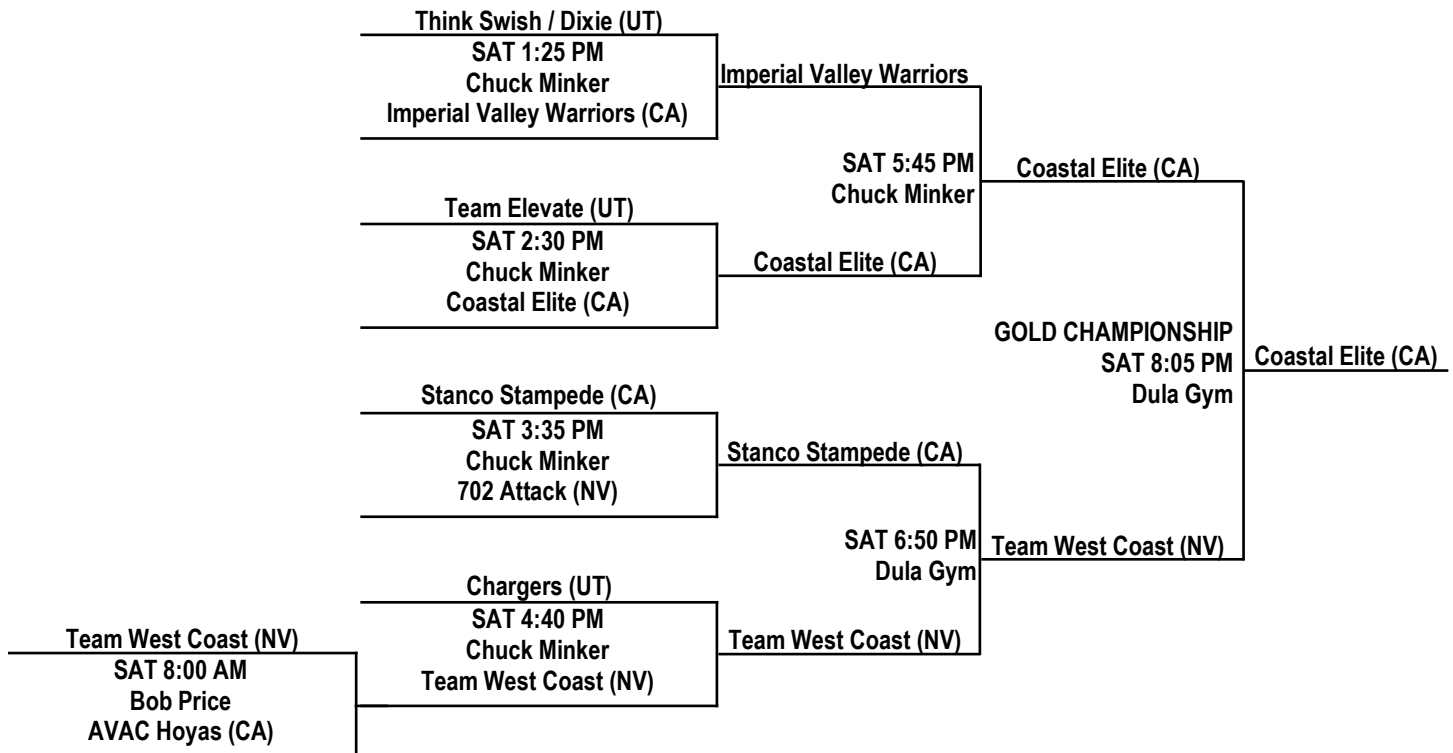 Think Swish / Dixie (UT)
SAT 1:25 PM
Chuck Minker
Imperial Valley Warriors (CA)
Imperial Valley Warriors
SAT 5:45 PM
Chuck Minker
Coastal Elite (CA)
Team Elevate (UT)
SAT 2:30 PM
Chuck Minker
Coastal Elite (CA)
Coastal Elite (CA)
GOLD CHAMPIONSHIP
SAT 8:05 PM
Dula Gym
Coastal Elite (CA)
Stanco Stampede (CA)
SAT 3:35 PM
Chuck Minker
702 Attack (NV)
Stanco Stampede (CA)
SAT 6:50 PM
Dula Gym
Team West Coast (NV)
Chargers (UT)
SAT 4:40 PM
Chuck Minker
Team West Coast (NV)
Team West Coast (NV)
Team West Coast (NV)
SAT 8:00 AM
Bob Price
AVAC Hoyas (CA)